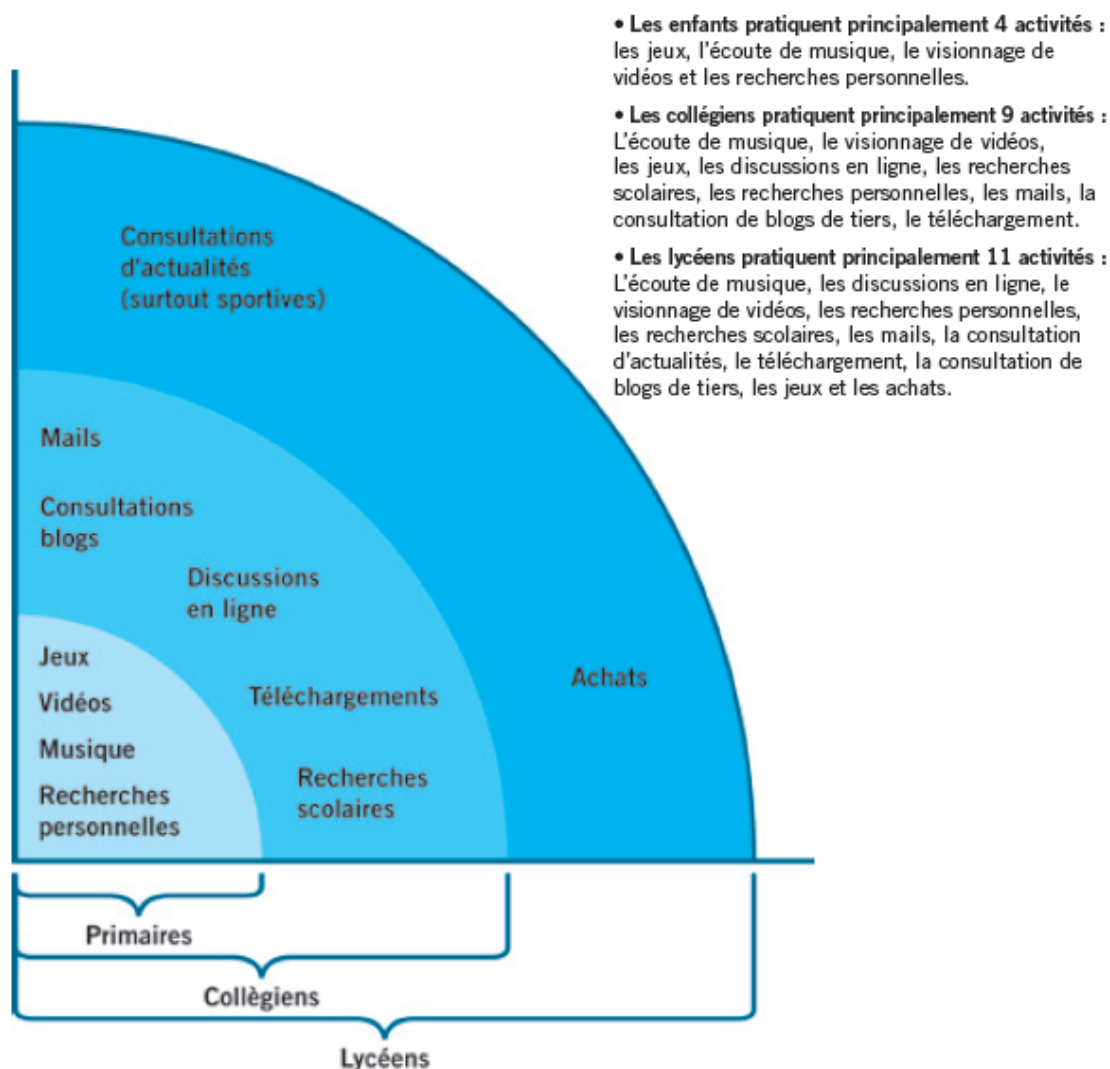 • Les enfants pratiquent principalement 4 activités :
les jeux, l'écoute de musique, le visionnage de
vidéos et les recherches personnelles.
• Les collégiens pratiquent principalement 9 activités :
L'écoute de musique, le visionnage de vidéos,
les jeux, les discussions en ligne, les recherches
scolaires, les recherches personnelles, les mails, la
consultation de blogs de tiers, le téléchargement.
• Les lycéens pratiquent principalement 11 activités :
L'écoute de musique, les discussions en ligne, le
visionnage de vidéos, les recherches personnelles,
les recherches scolaires, les mails, la consultation
d'actualités, le téléchargement, la consultation de
blogs de tiers, les jeux et les achats.
Consultations
d'actualités
(surtout sportives)
Mails
Consultations
blogs
Discussions
en ligne
Jeux
Vidéos
Musique
Recherches
personnelles
Téléchargements
Recherches
scolaires
Achats
Primaires
Collègiens
Lycéens